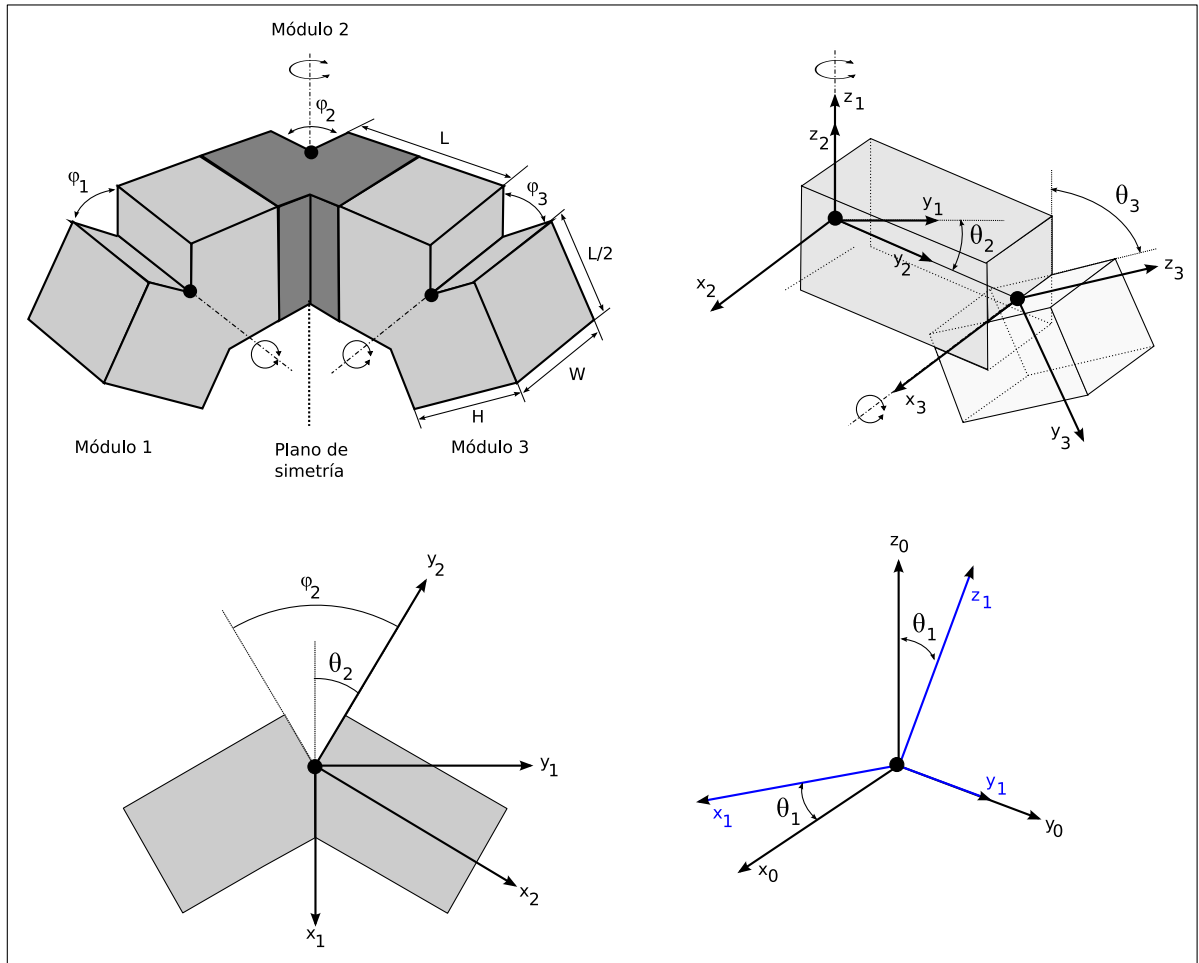 Módulo 2
φ2
L
φ1
φ3
L/2
W
H
Módulo 1
Plano de
simetría
Módulo 3
z1
z2
y1
θ2
θ3
y2
x2
z3
x3
y3
φ2
y2
θ2
y1
x2
x1
z0
z1
θ1
x1
θ1
y1
y0
x0